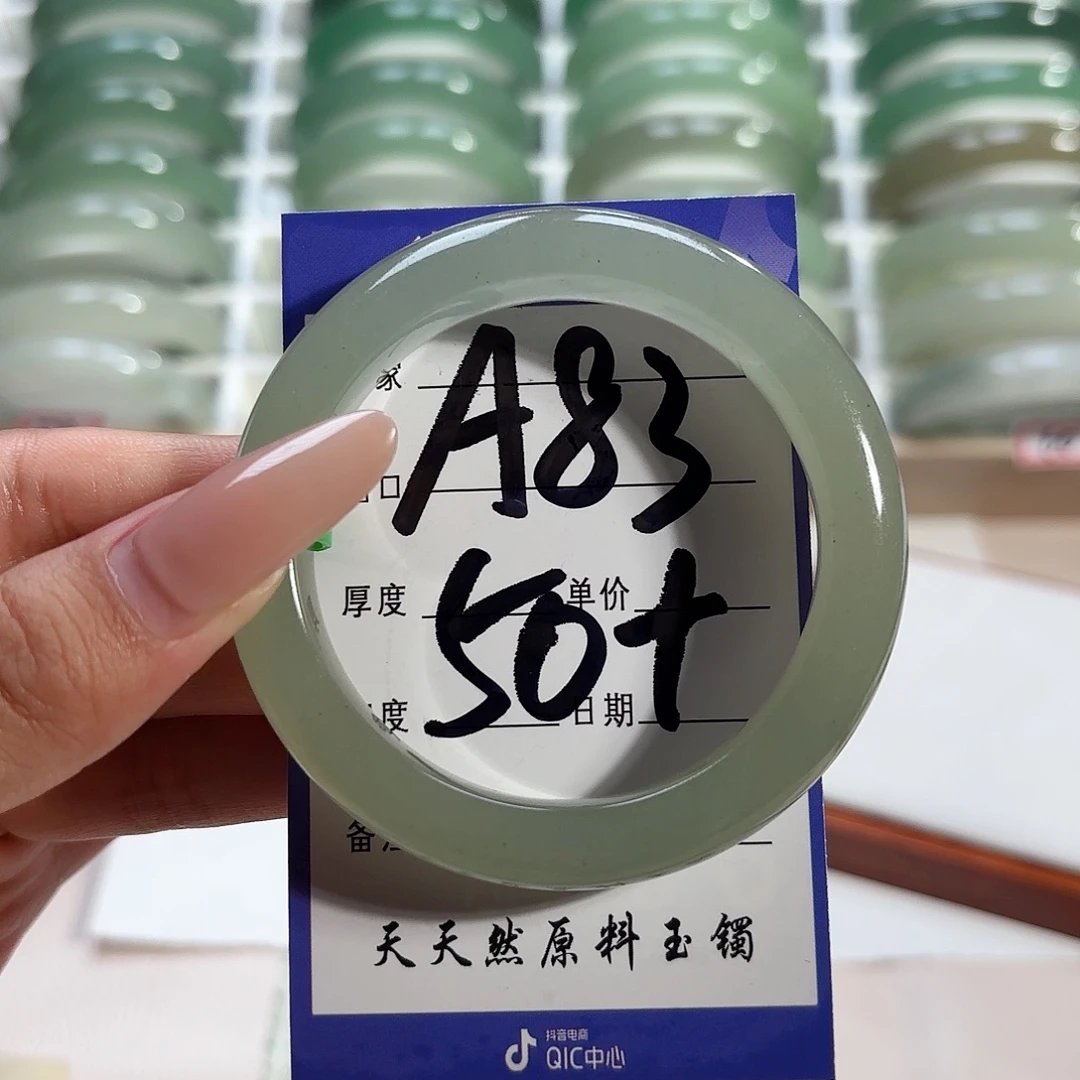 家
A83
口
厚度 单价
50+
度 日期
备注
天天然原料玉镯
抖音电商
QIC中心